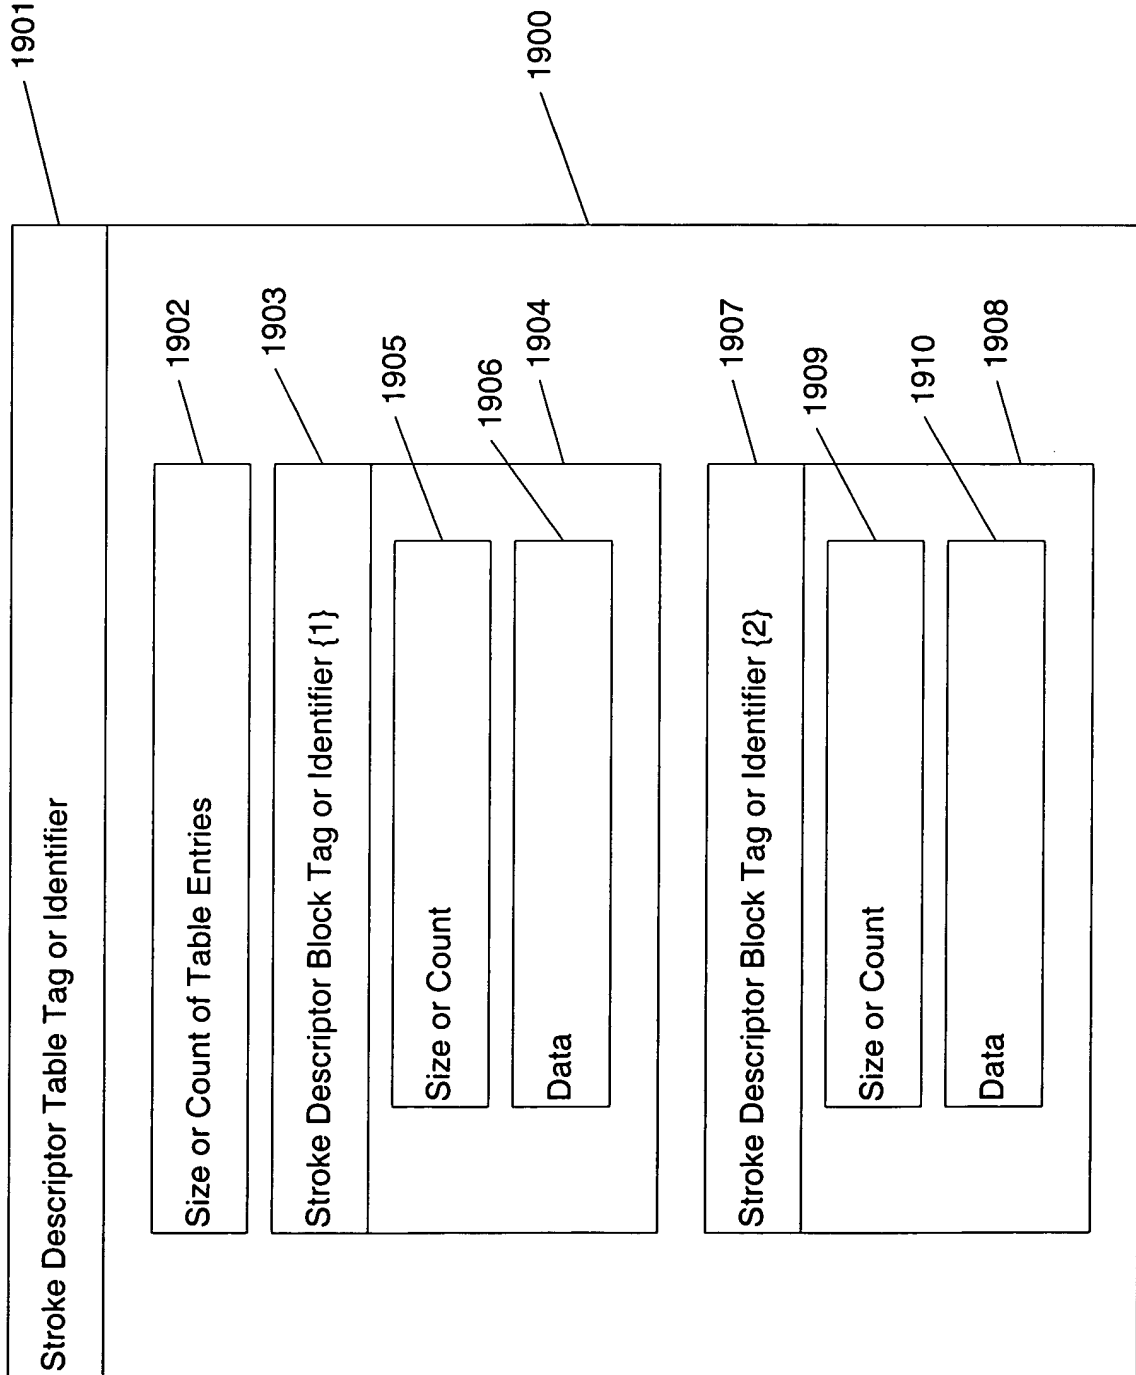 Stroke Descriptor Table Tag or Identifier
1901
1900
Size or Count of Table Entries
1902
Stroke Descriptor Block Tag or Identifier {1}
1903
Size or Count
1905
Data
1906
1904
Stroke Descriptor Block Tag or Identifier {2}
1907
Size or Count
1909
Data
1910
1908